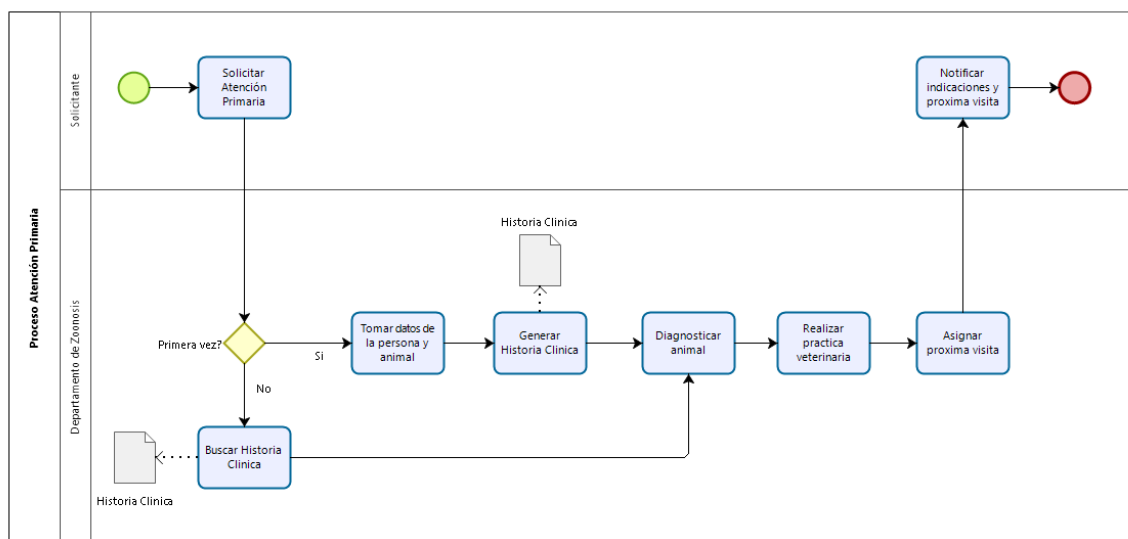 Proceso Atención Primaria
Solicitante
Solicitar
Atención
Primaria
Notificar
indicaciones y
proxima visita
Departamento de Zoonosis
Historia Clinica
Primera vez?
Si
No
Tomar datos de
la persona y
animal
Generar
Historia Clinica
Diagnosticar
animal
Realizar
practica
veterinaria
Asignar
proxima visita
Buscar Historia
Clinica
Historia Clinica